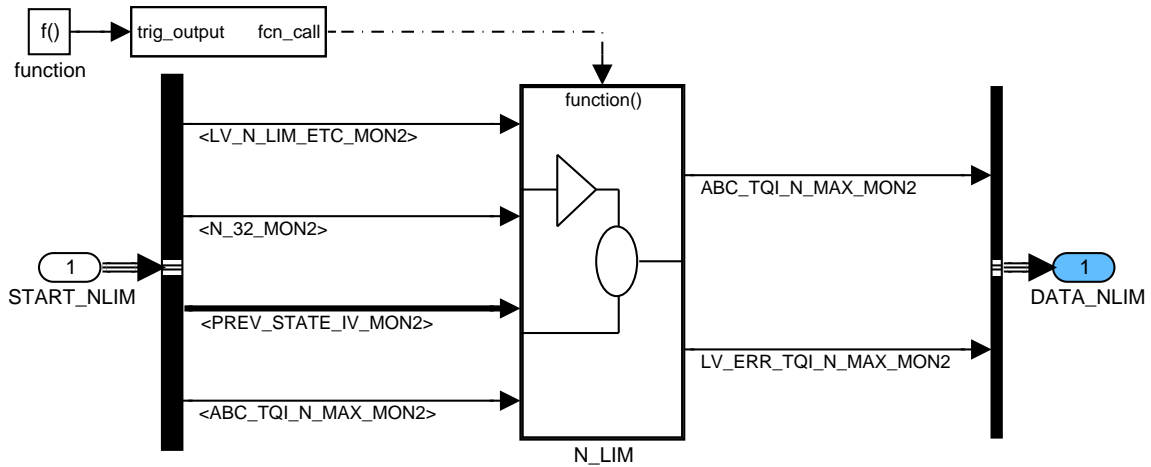 f()
trig_output fcn_call
function
function()
<LV_N_LIM_ETC_MON2>
ABC_TQI_N_MAX_MON2
<N_32_MON2>
1
1
START_NLIM
DATA_NLIM
<PREV_STATE_IV_MON2>
LV_ERR_TQI_N_MAX_MON2
<ABC_TQI_N_MAX_MON2>
N_LIM